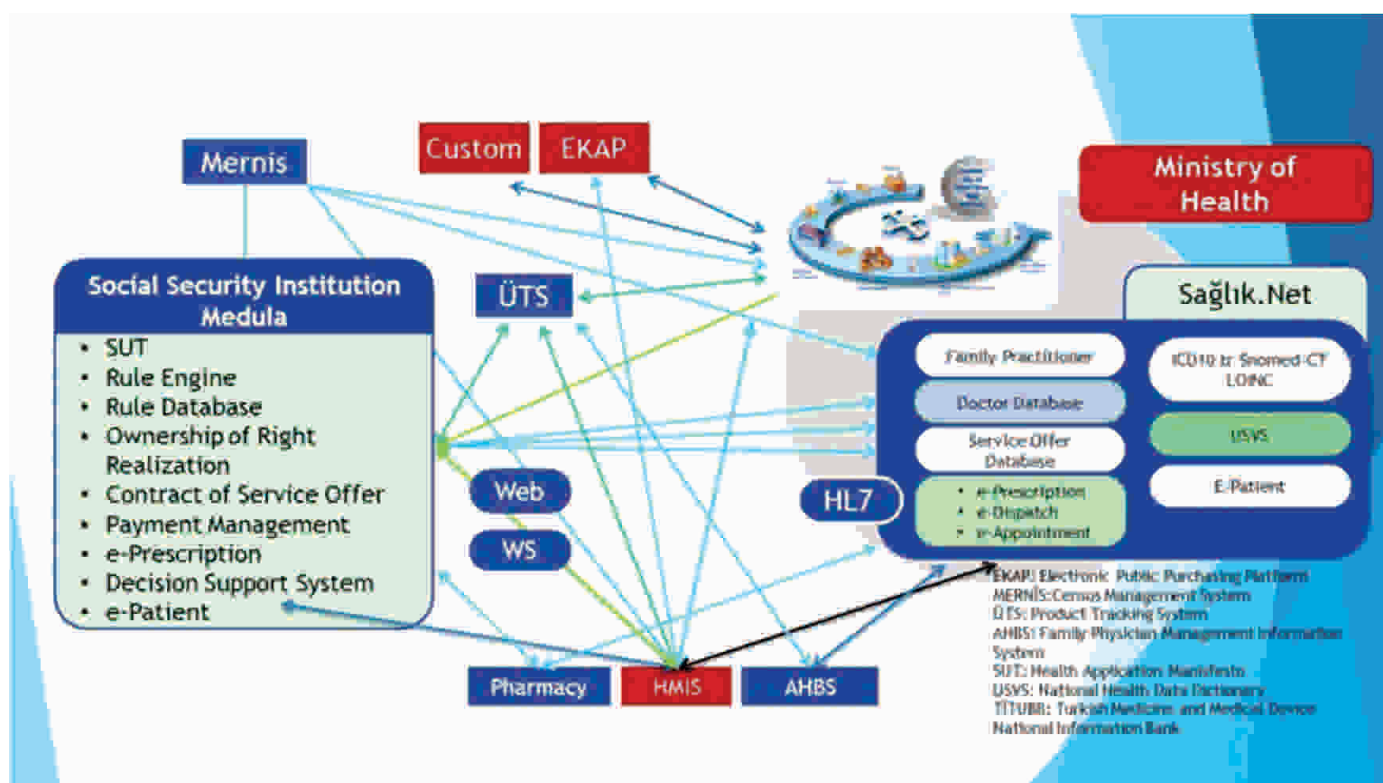 Mernis
Custom
EKAP
Ministry of
Health
Social Security Institution
Medula
• SUT
• Rule Engine
• Rule Database
• Ownership of Right
Realization
• Contract of Service Offer
• Payment Management
• e-Prescription
• Decision Support System
• e-Patient
ÜTS
Web
WS
Sağlık.Net
Family Practitioner
Doctor Database
Service Offer
Database
• e-Prescription
• e-Dispatch
• e-Appointment
ICD10 tr Snomed-CT
LOINC
USVS
E-Patient
HL7
Pharmacy
HMIS
AHBS
EKAP: Electronic Public Purchasing Platform
MERNİS:Census Management System
ÜTS: Product Tracking System
AHBS: Family Physician Management Information
System
SUT: Health Application Manifesto
USVS: National Health Data Dictionary
TİTUBB: Turkish Medicine and Medical Device
National Information Bank